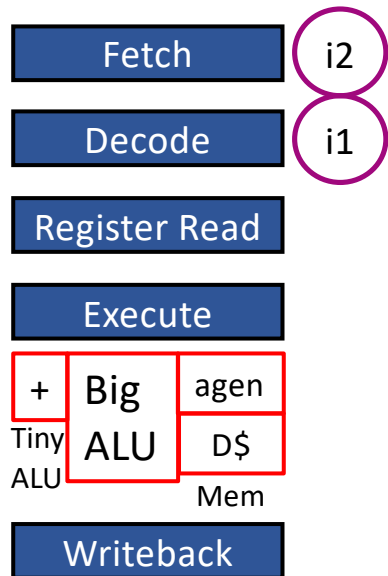 Fetch i2
Decode i1
Register Read
Execute
+ Big agen
Tiny ALU D$
ALU
Mem
Writeback